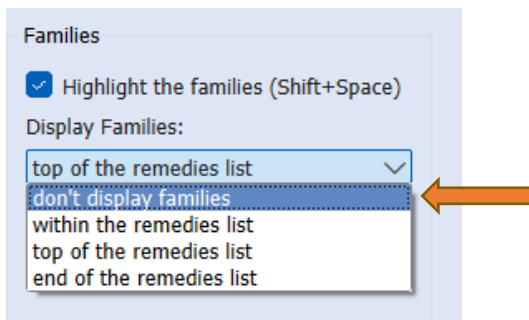 Families
Highlight the families (Shift+Space)
Display Families:
top of the remedies list
don't display families
within the remedies list
top of the remedies list
end of the remedies list